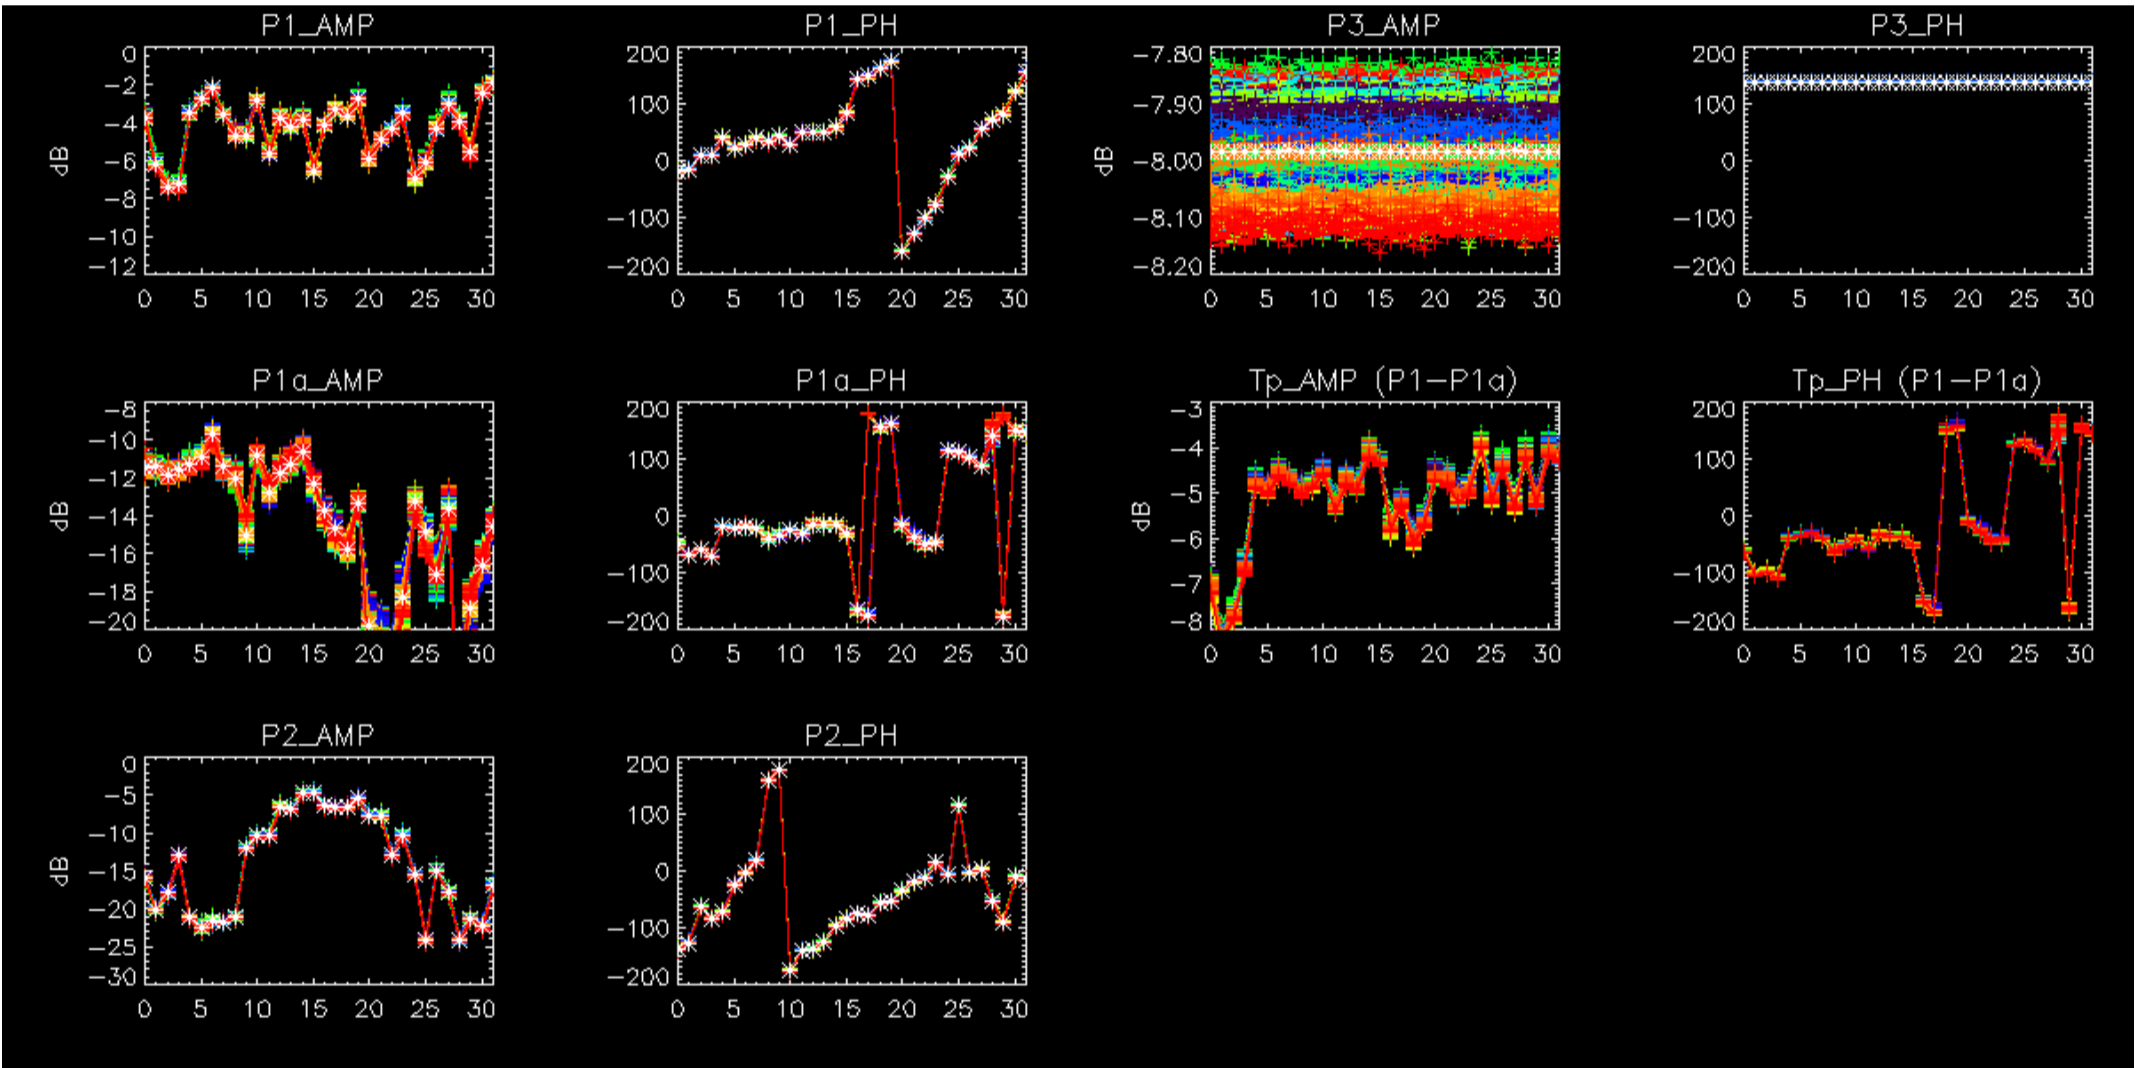 P1_AMP
P1_PH
P3_AMP
P3_PH
0
−2
−4
−6
−8
−10
−12
dB
0 5 10 15 20 25 30
200
100
0
−100
−200
0 5 10 15 20 25 30
−7.80
−7.90
−8.00
−8.10
−8.20
dB
0 5 10 15 20 25 30
200
100
0
−100
−200
0 5 10 15 20 25 30
P1a_AMP
P1a_PH
Tp_AMP (P1−P1a)
Tp_PH (P1−P1a)
−8
−10
−12
−14
−16
−18
−20
dB
0 5 10 15 20 25 30
200
100
0
−100
−200
0 5 10 15 20 25 30
−3
−4
−5
−6
−7
−8
dB
0 5 10 15 20 25 30
200
100
0
−100
−200
0 5 10 15 20 25 30
P2_AMP
P2_PH
0
−5
−10
−15
−20
−25
−30
dB
0 5 10 15 20 25 30
200
100
0
−100
−200
0 5 10 15 20 25 30